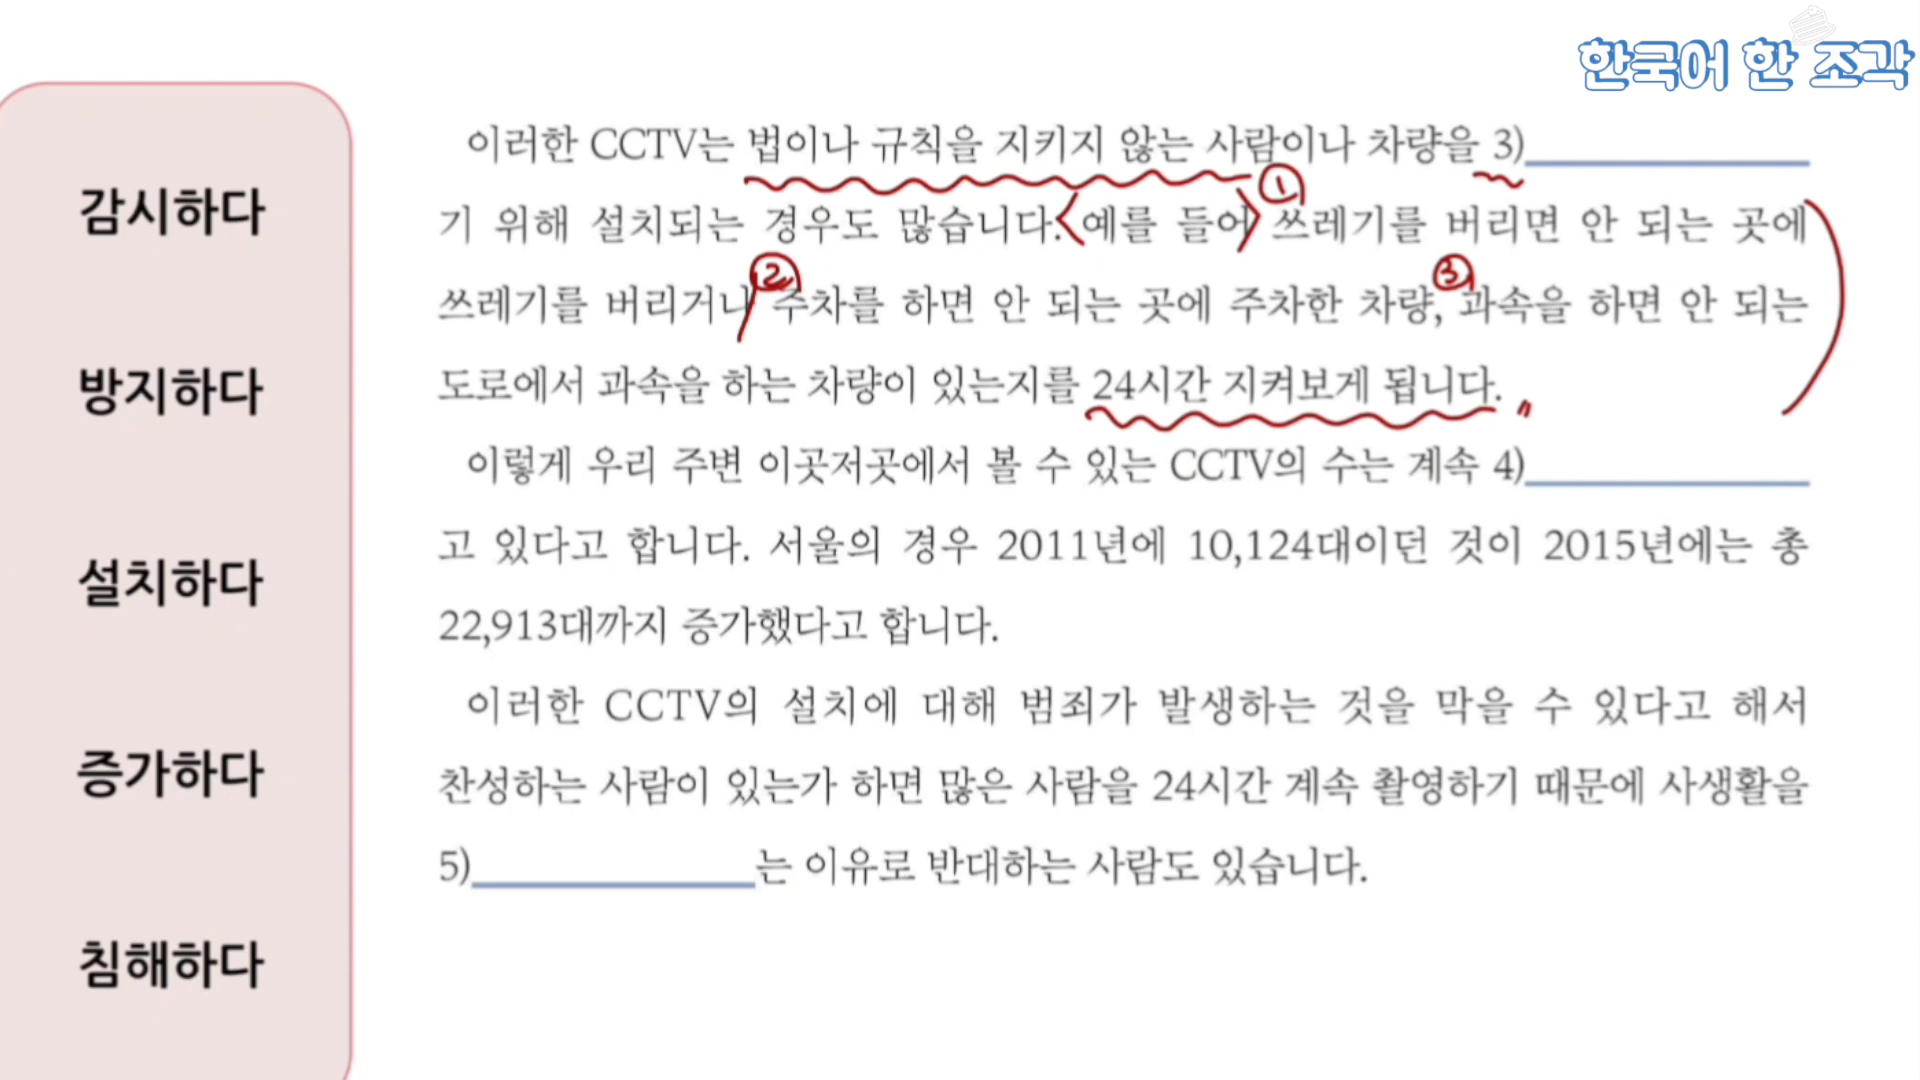 한국어 한 조각
감시하다
방지하다
설치하다
증가하다
침해하다
이러한 CCTV는 법이나 규칙을 지키지 않는 사람이나 차량을 3)
기 위해 설치되는 경우도 많습니다. <예를 들어> ① 쓰레기를 버리면 안 되는 곳에
쓰레기를 버리거나 / ② 주차를 하면 안 되는 곳에 주차한 차량, ③ 과속을 하면 안 되는
도로에서 과속을 하는 차량이 있는지를 24시간 지켜보게 됩니다.
이렇게 우리 주변 이곳저곳에서 볼 수 있는 CCTV의 수는 계속 4)
고 있다고 합니다. 서울의 경우 2011년에 10,124대이던 것이 2015년에는 총
22,913대까지 증가했다고 합니다.
이러한 CCTV의 설치에 대해 범죄가 발생하는 것을 막을 수 있다고 해서
찬성하는 사람이 있는가 하면 많은 사람을 24시간 계속 촬영하기 때문에 사생활을
5) 는 이유로 반대하는 사람도 있습니다.